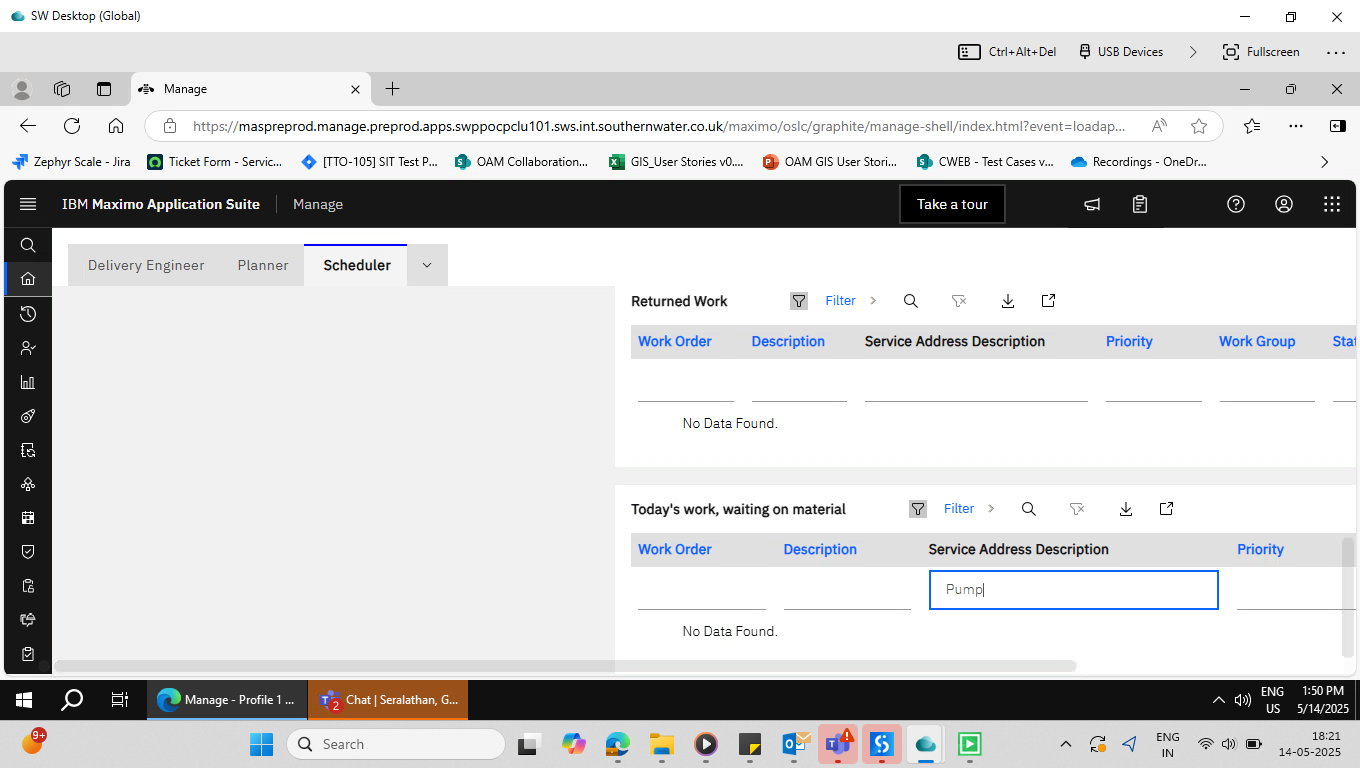 SW Desktop (Global)
Ctrl+Alt+Del
USB Devices
Fullscreen
Manage
https://maspreprod.manage.preprod.apps.swppocpclu101.sws.int.southernwater.co.uk/maximo/oslc/graphite/manage-shell/index.html?event=loadap...
Zephyr Scale - Jira
Ticket Form - Servic...
[TTO-105] SIT Test P...
OAM Collaboration...
GIS_User Stories v0....
OAM GIS User Stori...
CWEB - Test Cases v...
Recordings - OneDr...
IBM Maximo Application Suite
Manage
Take a tour
Delivery Engineer
Planner
Scheduler
Returned Work
Filter
Work Order
Description
Service Address Description
Priority
Work Group
Stat
No Data Found.
Today's work, waiting on material
Filter
Work Order
Description
Service Address Description
Priority
Pump
No Data Found.
Manage - Profile 1 ...
2
Chat | Seralathan, G...
ENG
US
1:50 PM
5/14/2025
9+
Search
ENG
IN
18:21
14-05-2025